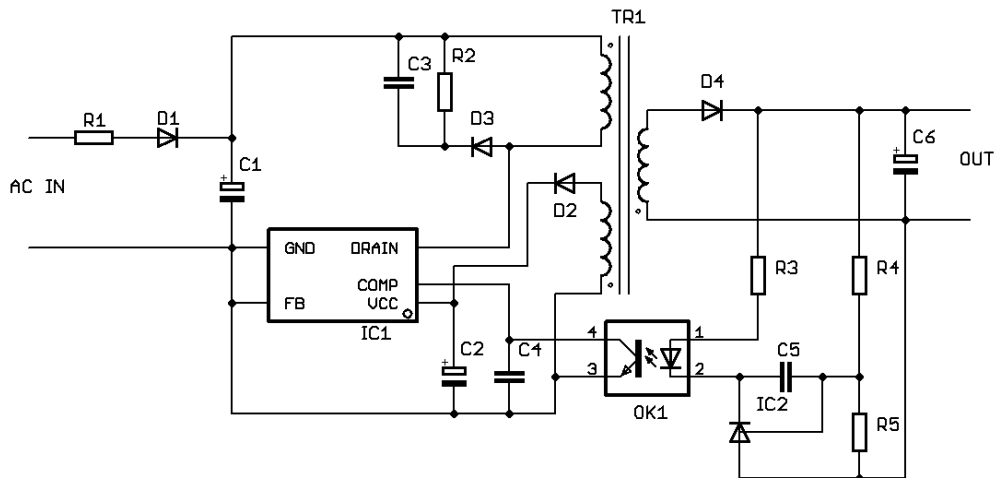 TR1
C3
R2
D4
R1
D1
D3
C6
C1
OUT
AC IN
D2
GND
DRAIN
R3
R4
COMP
FB
VCC
IC1
4
1
C2
C4
C5
3
2
IC2
OK1
R5
+
+
+